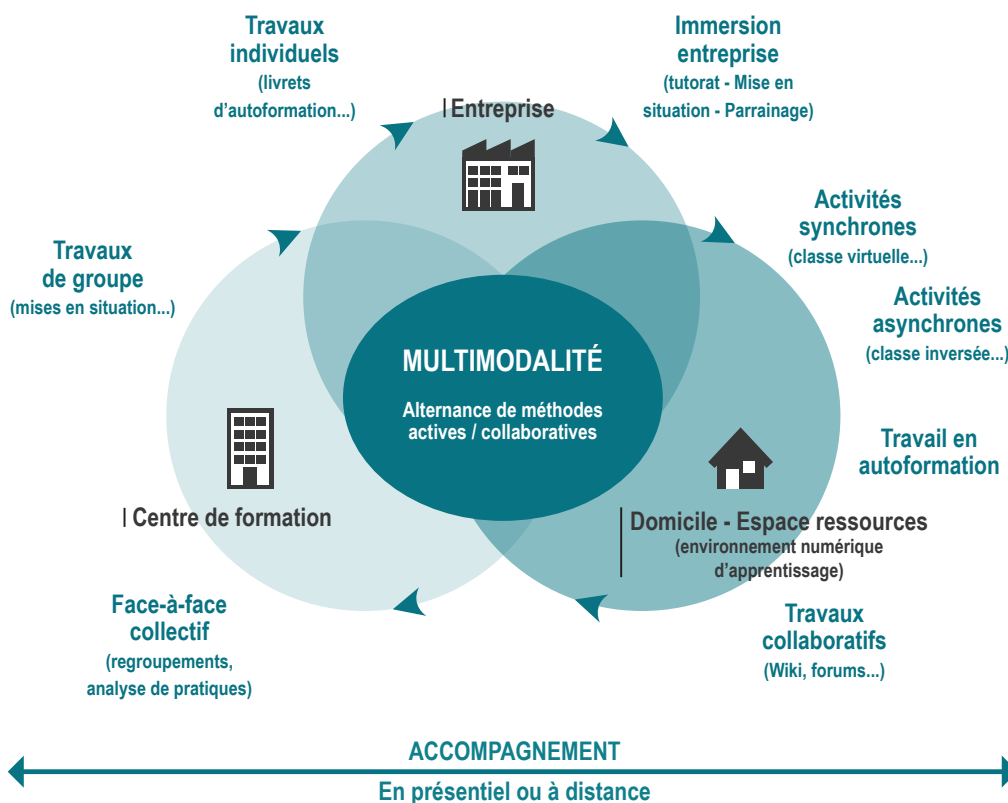 Travaux
individuels
(livrets
d'autoformation...)
Immersion
entreprise
(tutorat - Mise en
situation - Parrainage)
Entreprise
Activités
synchrones
(classe virtuelle...)
Travaux
de groupe
(mises en situation...)
Activités
asynchrones
(classe inversée...)
MULTIMODALITÉ
Alternance de méthodes
actives / collaboratives
Travail en
autoformation
Centre de formation
Domicile - Espace ressources
(environnement numérique
d'apprentissage)
Face-à-face
collectif
(regroupements,
analyse de pratiques)
Travaux
collaboratifs
(Wiki, forums...)
ACCOMPAGNEMENT
En présentiel ou à distance